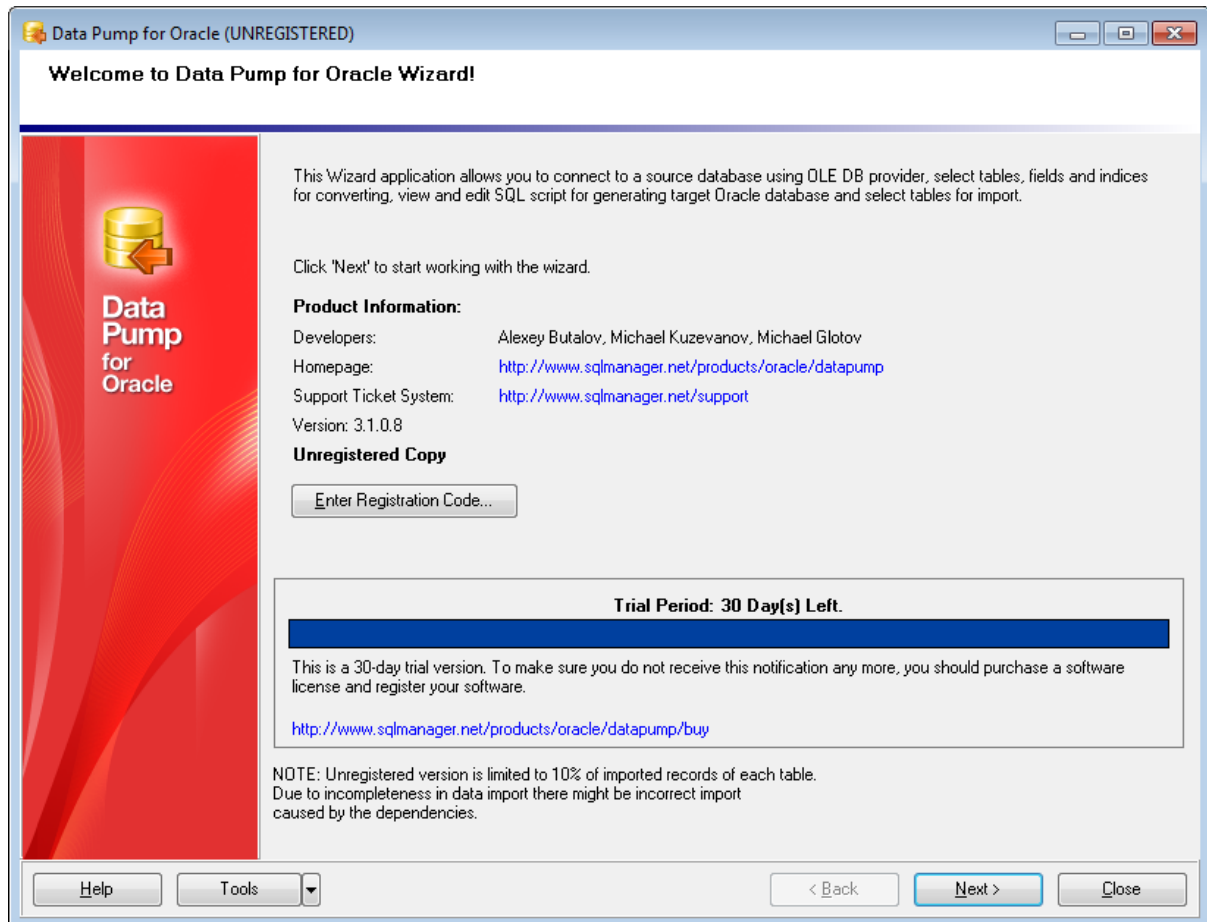 Data Pump for Oracle (UNREGISTERED)
Welcome to Data Pump for Oracle Wizard!
Data
Pump
for
Oracle
This Wizard application allows you to connect to a source database using OLE DB provider, select tables, fields and indices
for converting, view and edit SQL script for generating target Oracle database and select tables for import.
Click 'Next' to start working with the wizard.
Product Information:
Developers: Alexey Butalov, Michael Kuzevanov, Michael Glotov
Homepage: http://www.sqlmanager.net/products/oracle/datapump
Support Ticket System: http://www.sqlmanager.net/support
Version: 3.1.0.8
Unregistered Copy
Enter Registration Code...
Trial Period: 30 Day(s) Left.
This is a 30-day trial version. To make sure you do not receive this notification any more, you should purchase a software
license and register your software.
http://www.sqlmanager.net/products/oracle/datapump/buy
NOTE: Unregistered version is limited to 10% of imported records of each table.
Due to incompleteness in data import there might be incorrect import
caused by the dependencies.
Help Tools < Back Next > Close